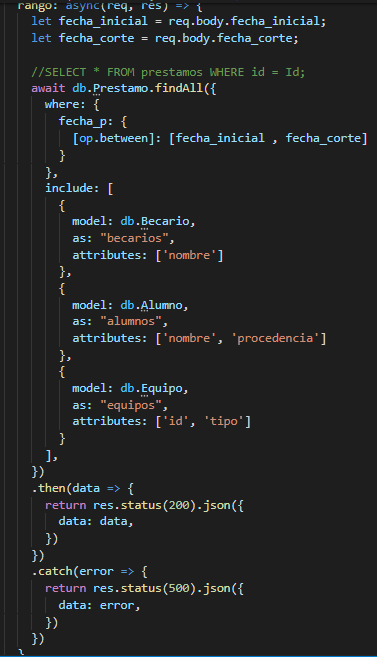 rango: async(req, res) => {
let fecha_inicial = req.body.fecha_inicial;
let fecha_corte = req.body.fecha_corte;
//SELECT * FROM prestamos WHERE id = Id;
await db.Prestamo.findAll({
where: {
fecha_p: {
[op.between]: [fecha_inicial , fecha_corte]
}
},
include: [
{
model: db.Becario,
as: "becarios",
attributes: ['nombre']
},
{
model: db.Alumno,
as: "alumnos",
attributes: ['nombre', 'procedencia']
},
{
model: db.Equipo,
as: "equipos",
attributes: ['id', 'tipo']
}
],
})
.then(data => {
return res.status(200).json({
data: data,
})
})
.catch(error => {
return res.status(500).json({
data: error,
})
})
}